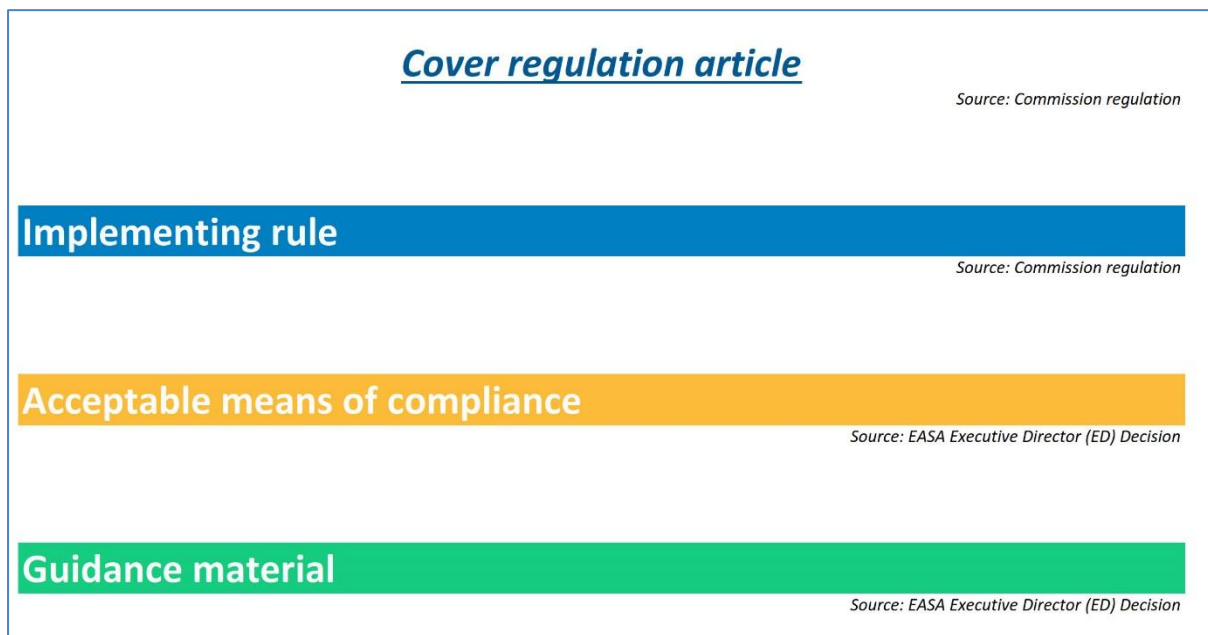 Cover regulation article
Source: Commission regulation
Implementing rule
Source: Commission regulation
Acceptable means of compliance
Source: EASA Executive Director (ED) Decision
Guidance material
Source: EASA Executive Director (ED) Decision